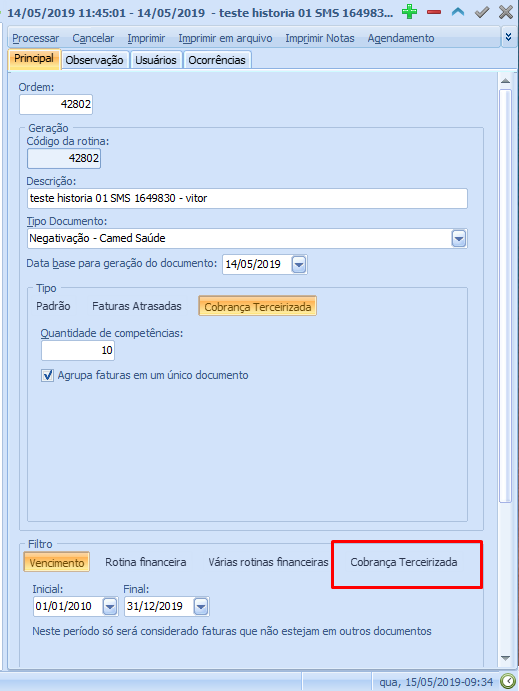 14/05/2019 11:45:01 - 14/05/2019 - teste historia 01 SMS 164983...
Processar Cancelar Imprimir Imprimir em arquivo Imprimir Notas Agendamento
Principal Observação Usuários Ocorrências
Ordem:
42802
Geração
Código da rotina:
42802
Descrição:
teste historia 01 SMS 1649830 - vitor
Tipo Documento:
Negativação - Camed Saúde
Data base para geração do documento: 14/05/2019
Tipo
Padrão Faturas Atrasadas Cobrança Terceirizada
Quantidade de competências:
10
Agrupa faturas em um único documento
Filtro
Vencimento Rotina financeira Várias rotinas financeiras Cobrança Terceirizada
Inicial: Final:
01/01/2010 31/12/2019
Neste período só será considerado faturas que não estejam em outros documentos
qua, 15/05/2019-09:34